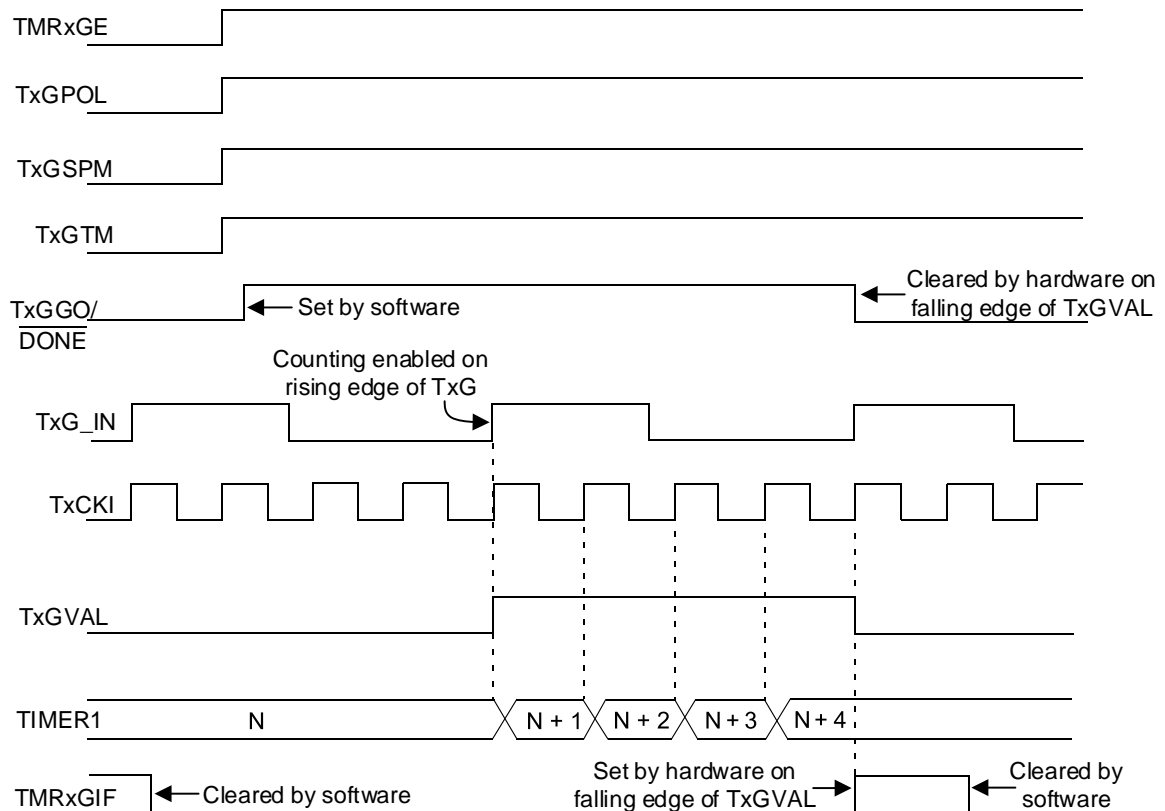 TMRxGE
TxGPOL
TxGSPM
TxGTM
TxGGO/
DONE
Set by software
Cleared by hardware on
falling edge of TxGVAL
Counting enabled on
rising edge of TxG
TxG_IN
TxCKI
TxGVAL
TIMER1
N
N + 1
N + 2
N + 3
N + 4
TMRxGIF
Cleared by software
Set by hardware on
falling edge of TxGVAL
Cleared by
software